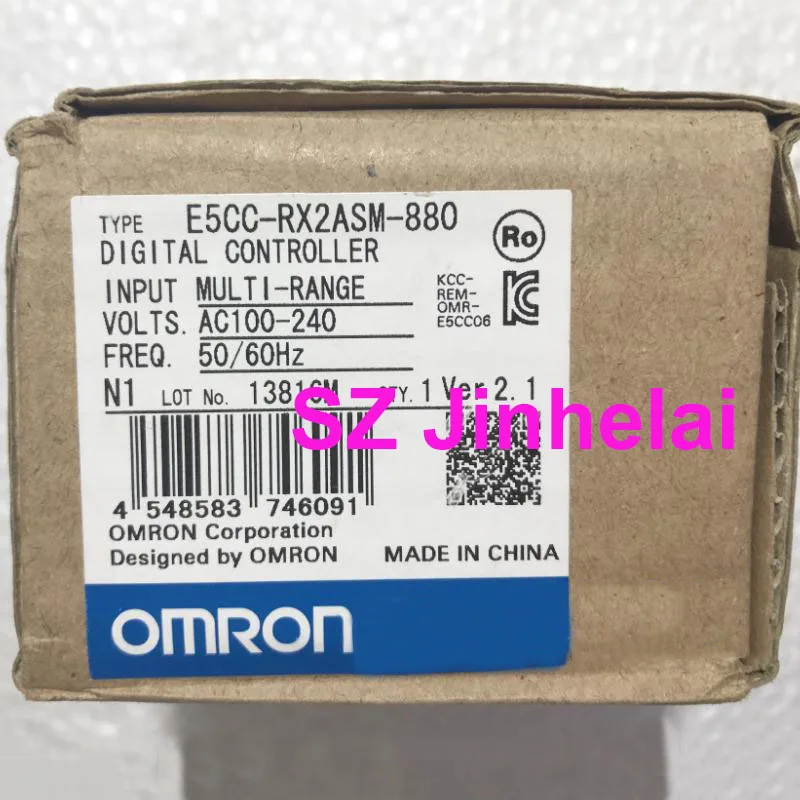 TYPE E5CC-RX2ASM-880
DIGITAL CONTROLLER
Ro
INPUT MULTI-RANGE
VOLTS. AC100-240
FREQ. 50/60Hz
KCC-
REM-
OMR-
E5CC06
N1 LOT No. 13816M QTY. 1 Ver 2.1
SZ Jinhelai
4 548583 746091
OMRON Corporation
Designed by OMRON
MADE IN CHINA
OMRON